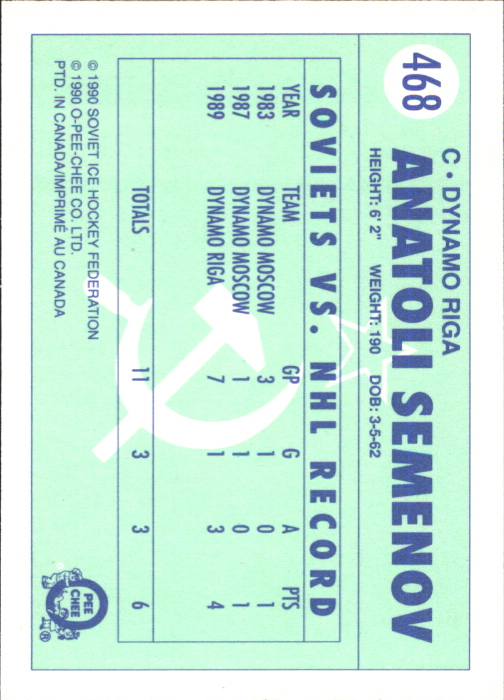 468
C • DYNAMO RIGA
ANATOLI SEMENOV
HEIGHT: 6' 2" WEIGHT: 190 DOB: 3-5-62
SOVIETS VS. NHL RECORD
YEAR TEAM GP G A PTS
1983 DYNAMO MOSCOW 3 1 0 1
1987 DYNAMO MOSCOW 1 1 0 1
1989 DYNAMO RIGA 7 1 3 4
TOTALS 11 3 3 6
© 1990 SOVIET ICE HOCKEY FEDERATION
© 1990 O-PEE-CHEE CO. LTD.
PTD. IN CANADA/IMPRIMÉ AU CANADA
O
PEE
CHEE
®